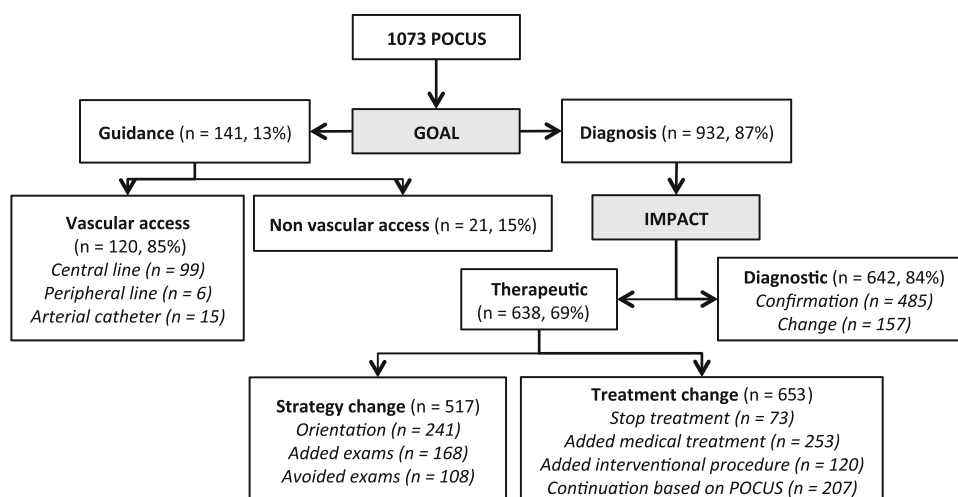 1073 POCUS
GOAL
Guidance (n = 141, 13%)
Diagnosis (n = 932, 87%)
Vascular access
(n = 120, 85%)
Central line (n = 99)
Peripheral line (n = 6)
Arterial catheter (n = 15)
Non vascular access (n = 21, 15%)
IMPACT
Therapeutic
(n = 638, 69%)
Diagnostic (n = 642, 84%)
Confirmation (n = 485)
Change (n = 157)
Strategy change (n = 517)
Orientation (n = 241)
Added exams (n = 168)
Avoided exams (n = 108)
Treatment change (n = 653)
Stop treatment (n = 73)
Added medical treatment (n = 253)
Added interventional procedure (n = 120)
Continuation based on POCUS (n = 207)